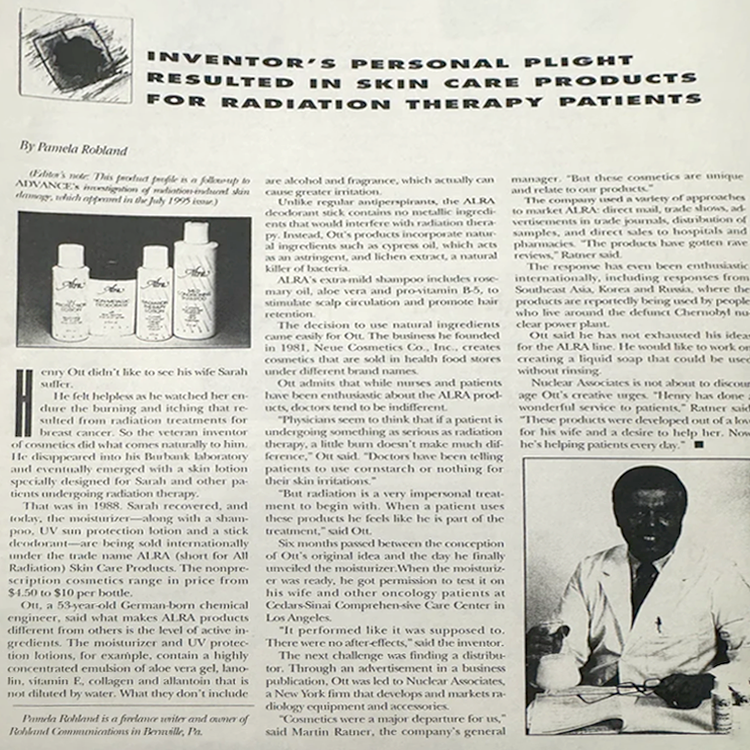 INVENTOR'S PERSONAL PLIGHT
RESULTED IN SKIN CARE PRODUCTS
FOR RADIATION THERAPY PATIENTS
By Pamela Rohland
(Editor's note: This product profile is a follow-up to
ADVANCE's investigation of radiation-induced skin
damage, which appeared in the July 1995 issue.)
Alra
Alra
Alra
Alra
Henry Ott didn't like to see his wife Sarah
suffer.
He felt helpless as he watched her en-
dure the burning and itching that re-
sulted from radiation treatments for
breast cancer. So the veteran inventor
of cosmetics did what comes naturally to him.
He disappeared into his Burbank laboratory
and eventually emerged with a skin lotion
specially designed for Sarah and other pa-
tients undergoing radiation therapy.
That was in 1988. Sarah recovered, and
today, the moisturizer—along with a sham-
poo, UV sun protection lotion and a stick
deodorant—are being sold internationally
under the trade name ALRA (short for All
Radiation) Skin Care Products. The nonpre-
scription cosmetics range in price from
$4.50 to $10 per bottle.
Ott, a 53-year-old German-born chemical
engineer, said what makes ALRA products
different from others is the level of active in-
gredients. The moisturizer and UV protec-
tion lotions, for example, contain a highly
concentrated emulsion of aloe vera gel, lano-
lin, vitamin E, collagen and allantoin that is
not diluted by water. What they don't include
Pamela Rohland is a freelance writer and owner of
Rohland Communications in Bernville, Pa.
are alcohol and fragrance, which actually can
cause greater irritation.
Unlike regular antiperspirants, the ALRA
deodorant stick contains no metallic ingredi-
ents that would interfere with radiation thera-
py. Instead, Ott's products incorporate natur-
al ingredients such as cypress oil, which acts
as an astringent, and lichen extract, a natural
killer of bacteria.
ALRA's extra-mild shampoo includes rose-
mary oil, aloe vera and pro-vitamin B-5, to
stimulate scalp circulation and promote hair
retention.
The decision to use natural ingredients
came easily for Ott. The business he founded
in 1981, Neue Cosmetics Co., Inc., creates
cosmetics that are sold in health food stores
under different brand names.
Ott admits that while nurses and patients
have been enthusiastic about the ALRA prod-
ucts, doctors tend to be indifferent.
"Physicians seem to think that if a patient is
undergoing something as serious as radiation
therapy, a little burn doesn't make much dif-
ference," Ott said. "Doctors have been telling
patients to use cornstarch or nothing for
their skin irritations."
"But radiation is a very impersonal treat-
ment to begin with. When a patient uses
these products he feels like he is part of the
treatment," said Ott.
Six months passed between the conception
of Ott's original idea and the day he finally
unveiled the moisturizer.When the moisturiz-
er was ready, he got permission to test it on
his wife and other oncology patients at
Cedars-Sinai Comprehen-sive Care Center in
Los Angeles.
"It performed like it was supposed to.
There were no after-effects," said the inventor.
The next challenge was finding a distribu-
tor. Through an advertisement in a business
publication, Ott was led to Nuclear Associates,
a New York firm that develops and markets ra-
diology equipment and accessories.
"Cosmetics were a major departure for us,"
said Martin Ratner, the company's general
manager. "But these cosmetics are unique
and relate to our products."
The company used a variety of approaches
to market ALRA: direct mail, trade shows, ad-
vertisements in trade journals, distribution of
samples, and direct sales to hospitals and
pharmacies. "The products have gotten rave
reviews," Ratner said.
The response has even been enthusiastic
internationally, including responses from
Southeast Asia, Korea and Russia, where the
products are reportedly being used by people
who live around the defunct Chernobyl nu-
clear power plant.
Ott said he has not exhausted his ideas
for the ALRA line. He would like to work on
creating a liquid soap that could be used
without rinsing.
Nuclear Associates is not about to discour-
age Ott's creative urges. "Henry has done a
wonderful service to patients," Ratner said.
"These products were developed out of a love
for his wife and a desire to help her. Now
he's helping patients every day."